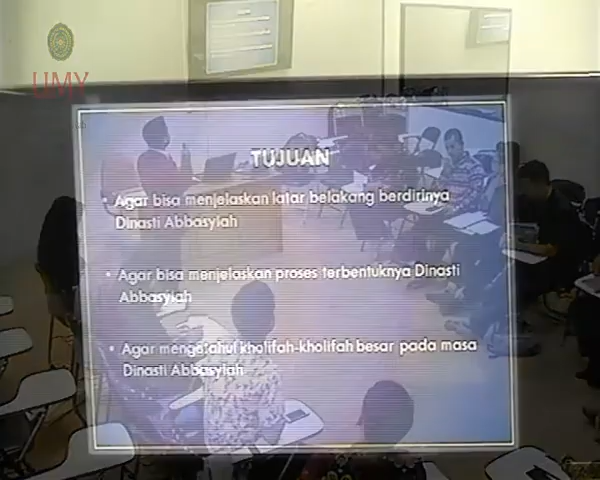 UMY
TUJUAN
• Agar bisa menjelaskan latar belakang berdirinya
Dinasti Abbasyiah
• Agar bisa menjelaskan proses terbentuknya Dinasti
Abbasyiah
• Agar mengetahui kholifah-kholifah besar pada masa
Dinasti Abbasyiah